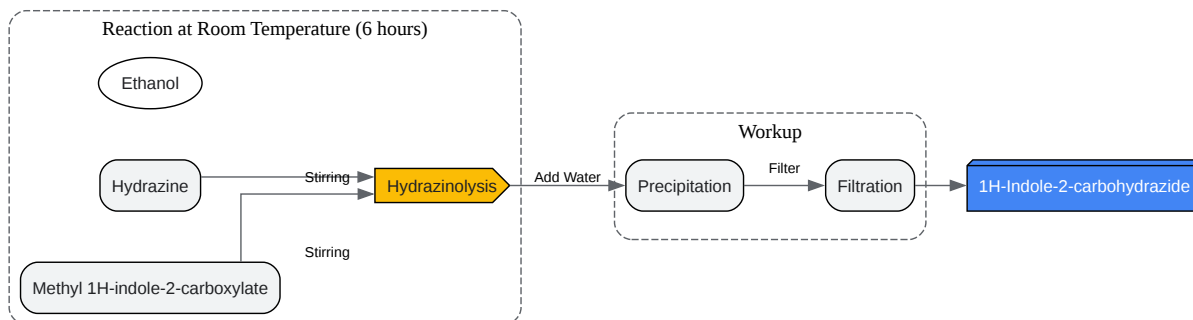 Reaction at Room Temperature (6 hours)
Ethanol
Hydrazine
Stirring
Hydrazinolysis
Methyl 1H-indole-2-carboxylate
Stirring
Add Water
Workup
Precipitation
Filter
Filtration
1H-Indole-2-carbohydrazide